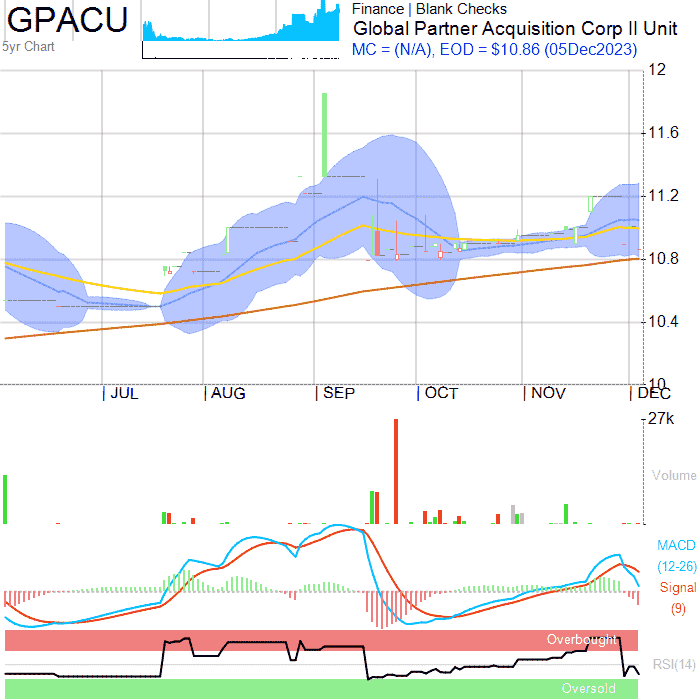 GPACU
5yr Chart
Finance | Blank Checks
Global Partner Acquisition Corp II Unit
MC = (N/A), EOD = $10.86 (05Dec2023)
12
11.6
11.2
10.8
10.4
10
JUL AUG SEP OCT NOV DEC
27k
Volume
MACD
(12-26)
Signal
(9)
Overbought
RSI(14)
Oversold